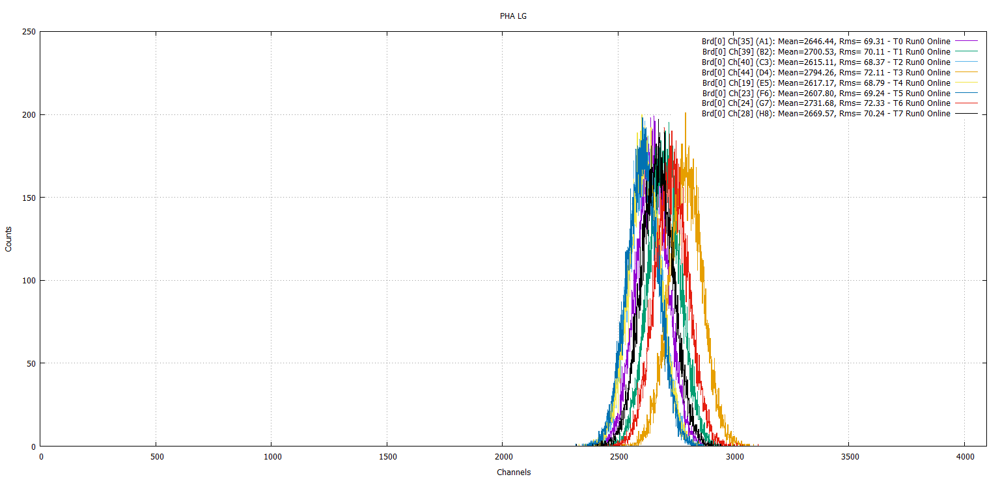 PHA LG
250
200
150
100
50
0
Counts
Brd[0] Ch[35] (A1): Mean=2646.44, Rms= 69.31 - T0 Run0 Online
Brd[0] Ch[39] (B2): Mean=2700.53, Rms= 70.11 - T1 Run0 Online
Brd[0] Ch[40] (C3): Mean=2615.11, Rms= 68.37 - T2 Run0 Online
Brd[0] Ch[44] (D4): Mean=2794.26, Rms= 72.11 - T3 Run0 Online
Brd[0] Ch[19] (E5): Mean=2617.17, Rms= 68.79 - T4 Run0 Online
Brd[0] Ch[23] (F6): Mean=2607.80, Rms= 69.24 - T5 Run0 Online
Brd[0] Ch[24] (G7): Mean=2731.68, Rms= 72.33 - T6 Run0 Online
Brd[0] Ch[28] (H8): Mean=2669.57, Rms= 70.24 - T7 Run0 Online
0 500 1000 1500 2000 2500 3000 3500 4000
Channels